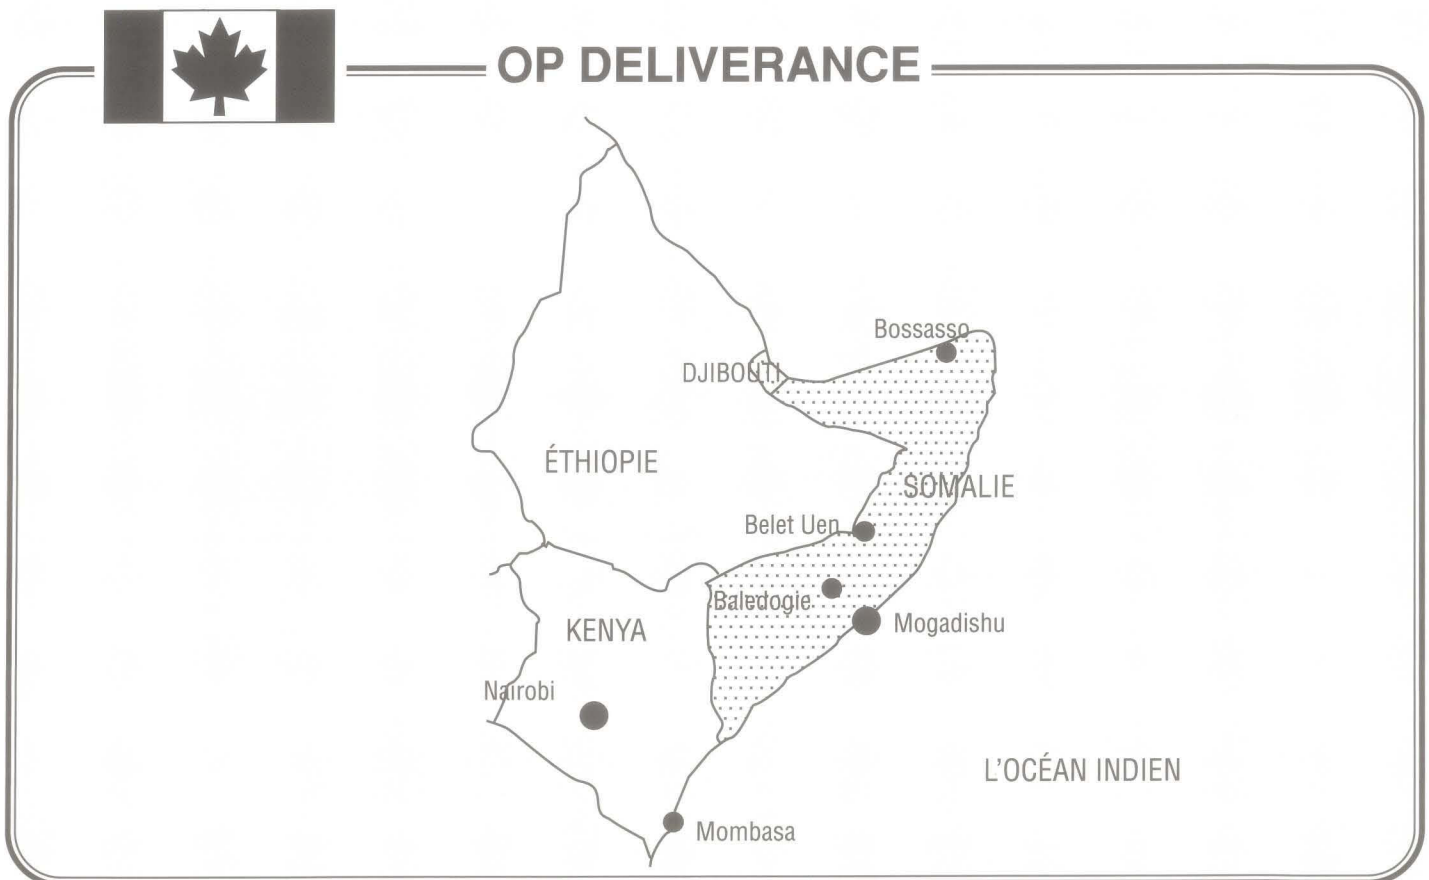 OP DELIVERANCE
Bossasso
DJIBOUTI
ÉTHIOPIE
SOMALIE
Belet Uen
Baledogie
Mogadishu
KENYA
Nairobi
L'OCÉAN INDIEN
Mombasa